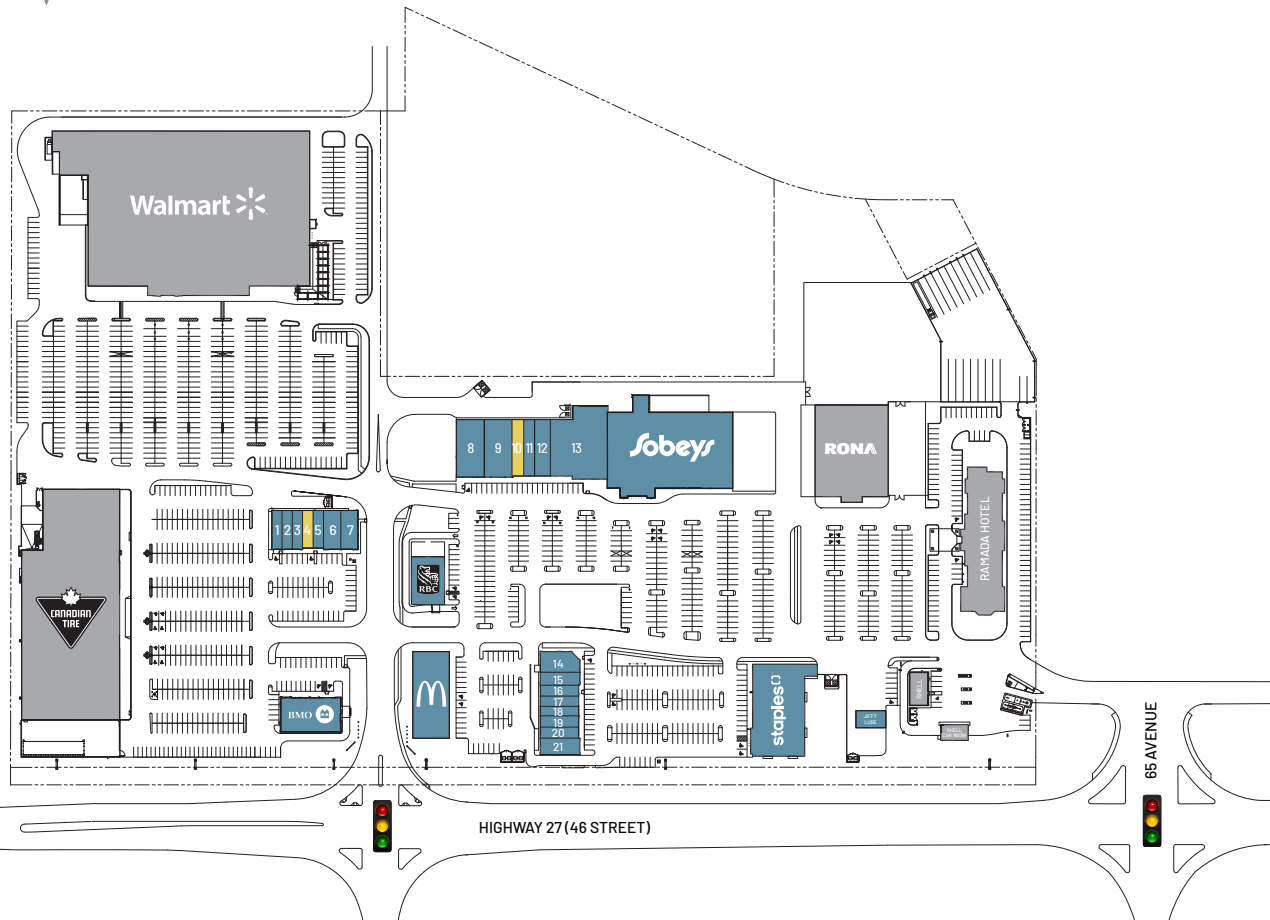 Walmart
8
9
10
11
12
13
Sobeys
RONA
1
2
3
4
5
6
7
RBC
RAMADA HOTEL
CANADIAN
TIRE
14
15
16
17
18
19
20
21
M
staples
SHELL
JIFFY
LUBE
SHELL
CAR WASH
BMO
65 AVENUE
HIGHWAY 27 (46 STREET)